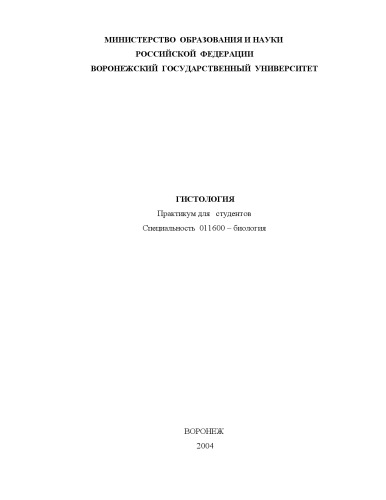 МИНИСТЕРСТВО ОБРАЗОВАНИЯ И НАУКИ
РОССИЙСКОЙ ФЕДЕРАЦИИ
ВОРОНЕЖСКИЙ ГОСУДАРСТВЕННЫЙ УНИВЕРСИТЕТ
ГИСТОЛОГИЯ
Практикум для студентов
Специальность 011600 – биология
ВОРОНЕЖ
2004